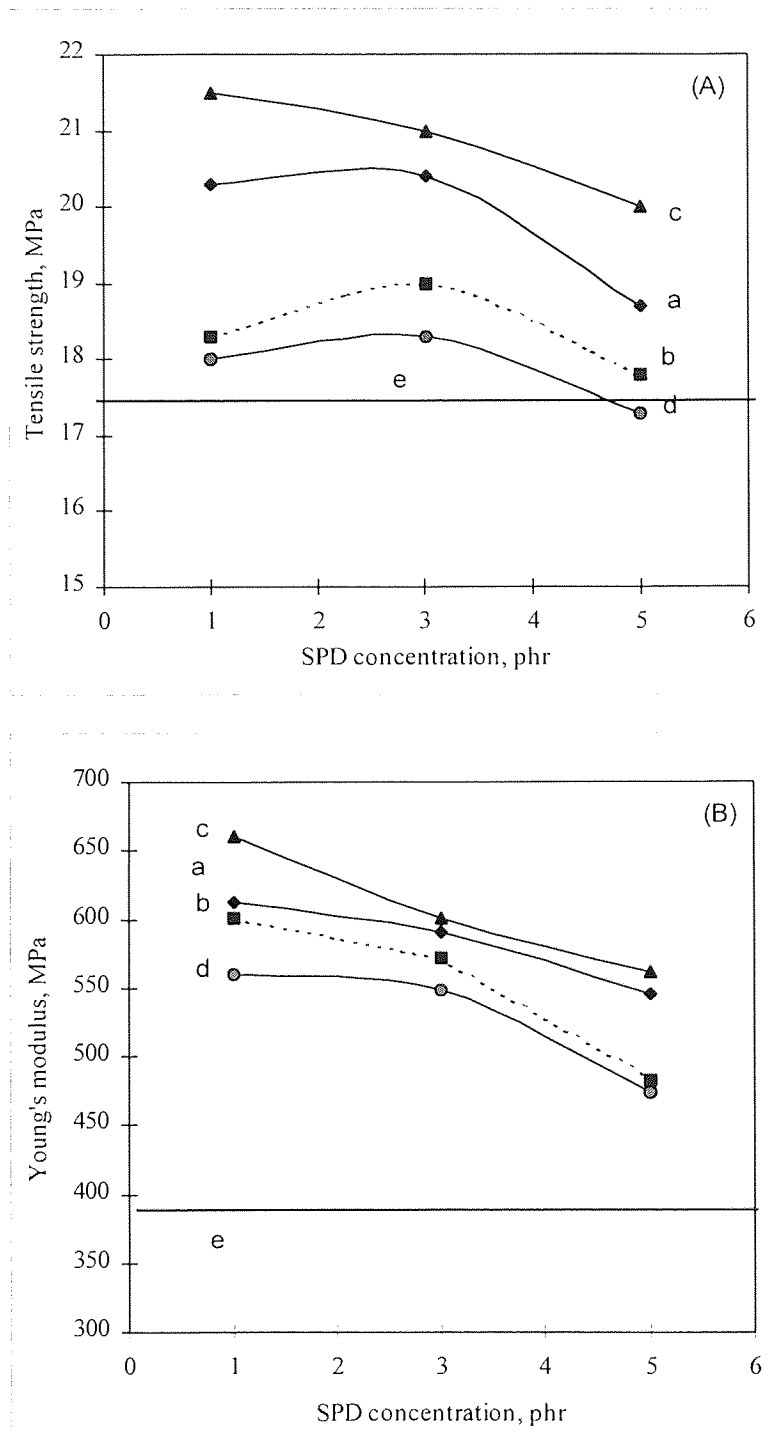 22
(A)
21
c
20
19
a
b
18
e
d
17
16
15
0 1 2 3 4 5 6
Tensile strength, MPa
SPD concentration, phr
700
(B)
c
650
a
b
600
d
550
500
450
400
e
350
300
0 1 2 3 4 5 6
Young's modulus, MPa
SPD concentration, phr